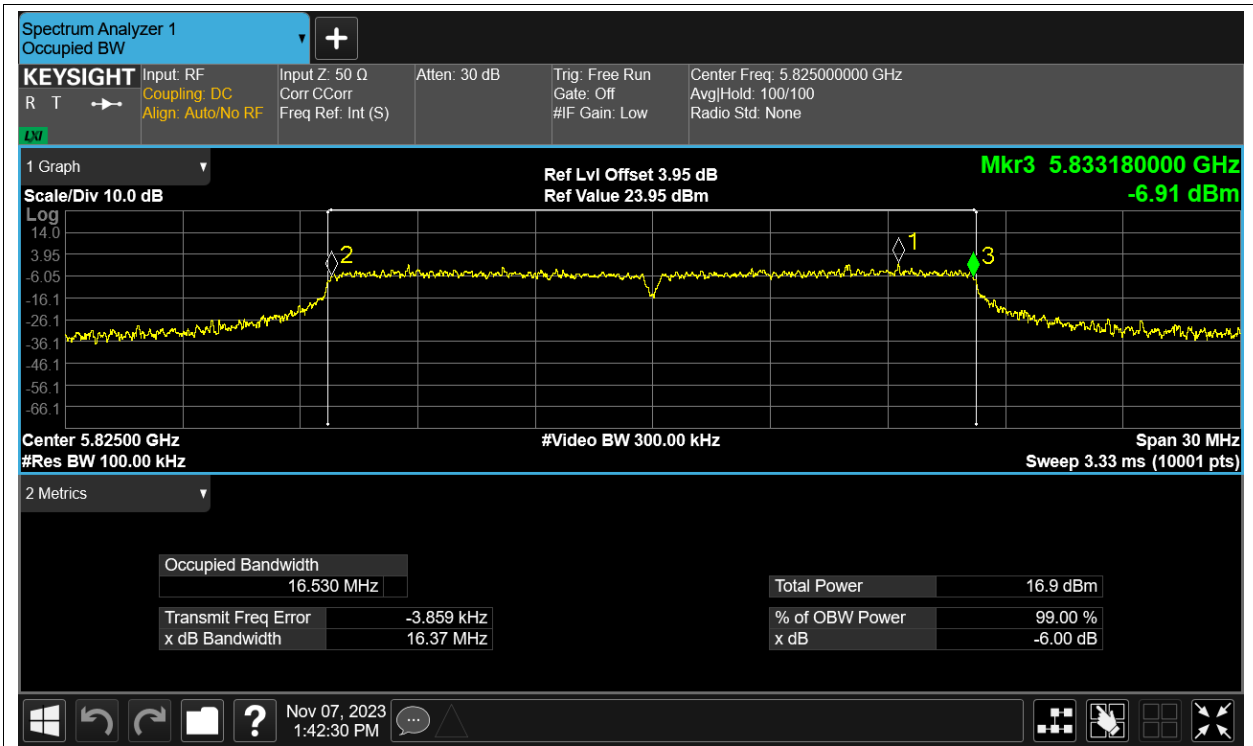 Spectrum Analyzer 1
Occupied BW
KEYSIGHT
R T
LXI
Input: RF
Coupling: DC
Align: Auto/No RF
Input Z: 50 Ω
Corr CCorr
Freq Ref: Int (S)
Atten: 30 dB
Trig: Free Run
Gate: Off
#IF Gain: Low
Center Freq: 5.825000000 GHz
Avg|Hold: 100/100
Radio Std: None
1 Graph
Scale/Div 10.0 dB
Ref Lvl Offset 3.95 dB
Ref Value 23.95 dBm
Mkr3 5.833180000 GHz
-6.91 dBm
Log
14.0
3.95
-6.05
-16.1
-26.1
-36.1
-46.1
-56.1
-66.1
2
1
3
Center 5.82500 GHz
#Res BW 100.00 kHz
#Video BW 300.00 kHz
Span 30 MHz
Sweep 3.33 ms (10001 pts)
2 Metrics
Occupied Bandwidth
16.530 MHz
Transmit Freq Error -3.859 kHz
x dB Bandwidth 16.37 MHz
Total Power 16.9 dBm
% of OBW Power 99.00 %
x dB -6.00 dB
?
Nov 07, 2023
1:42:30 PM